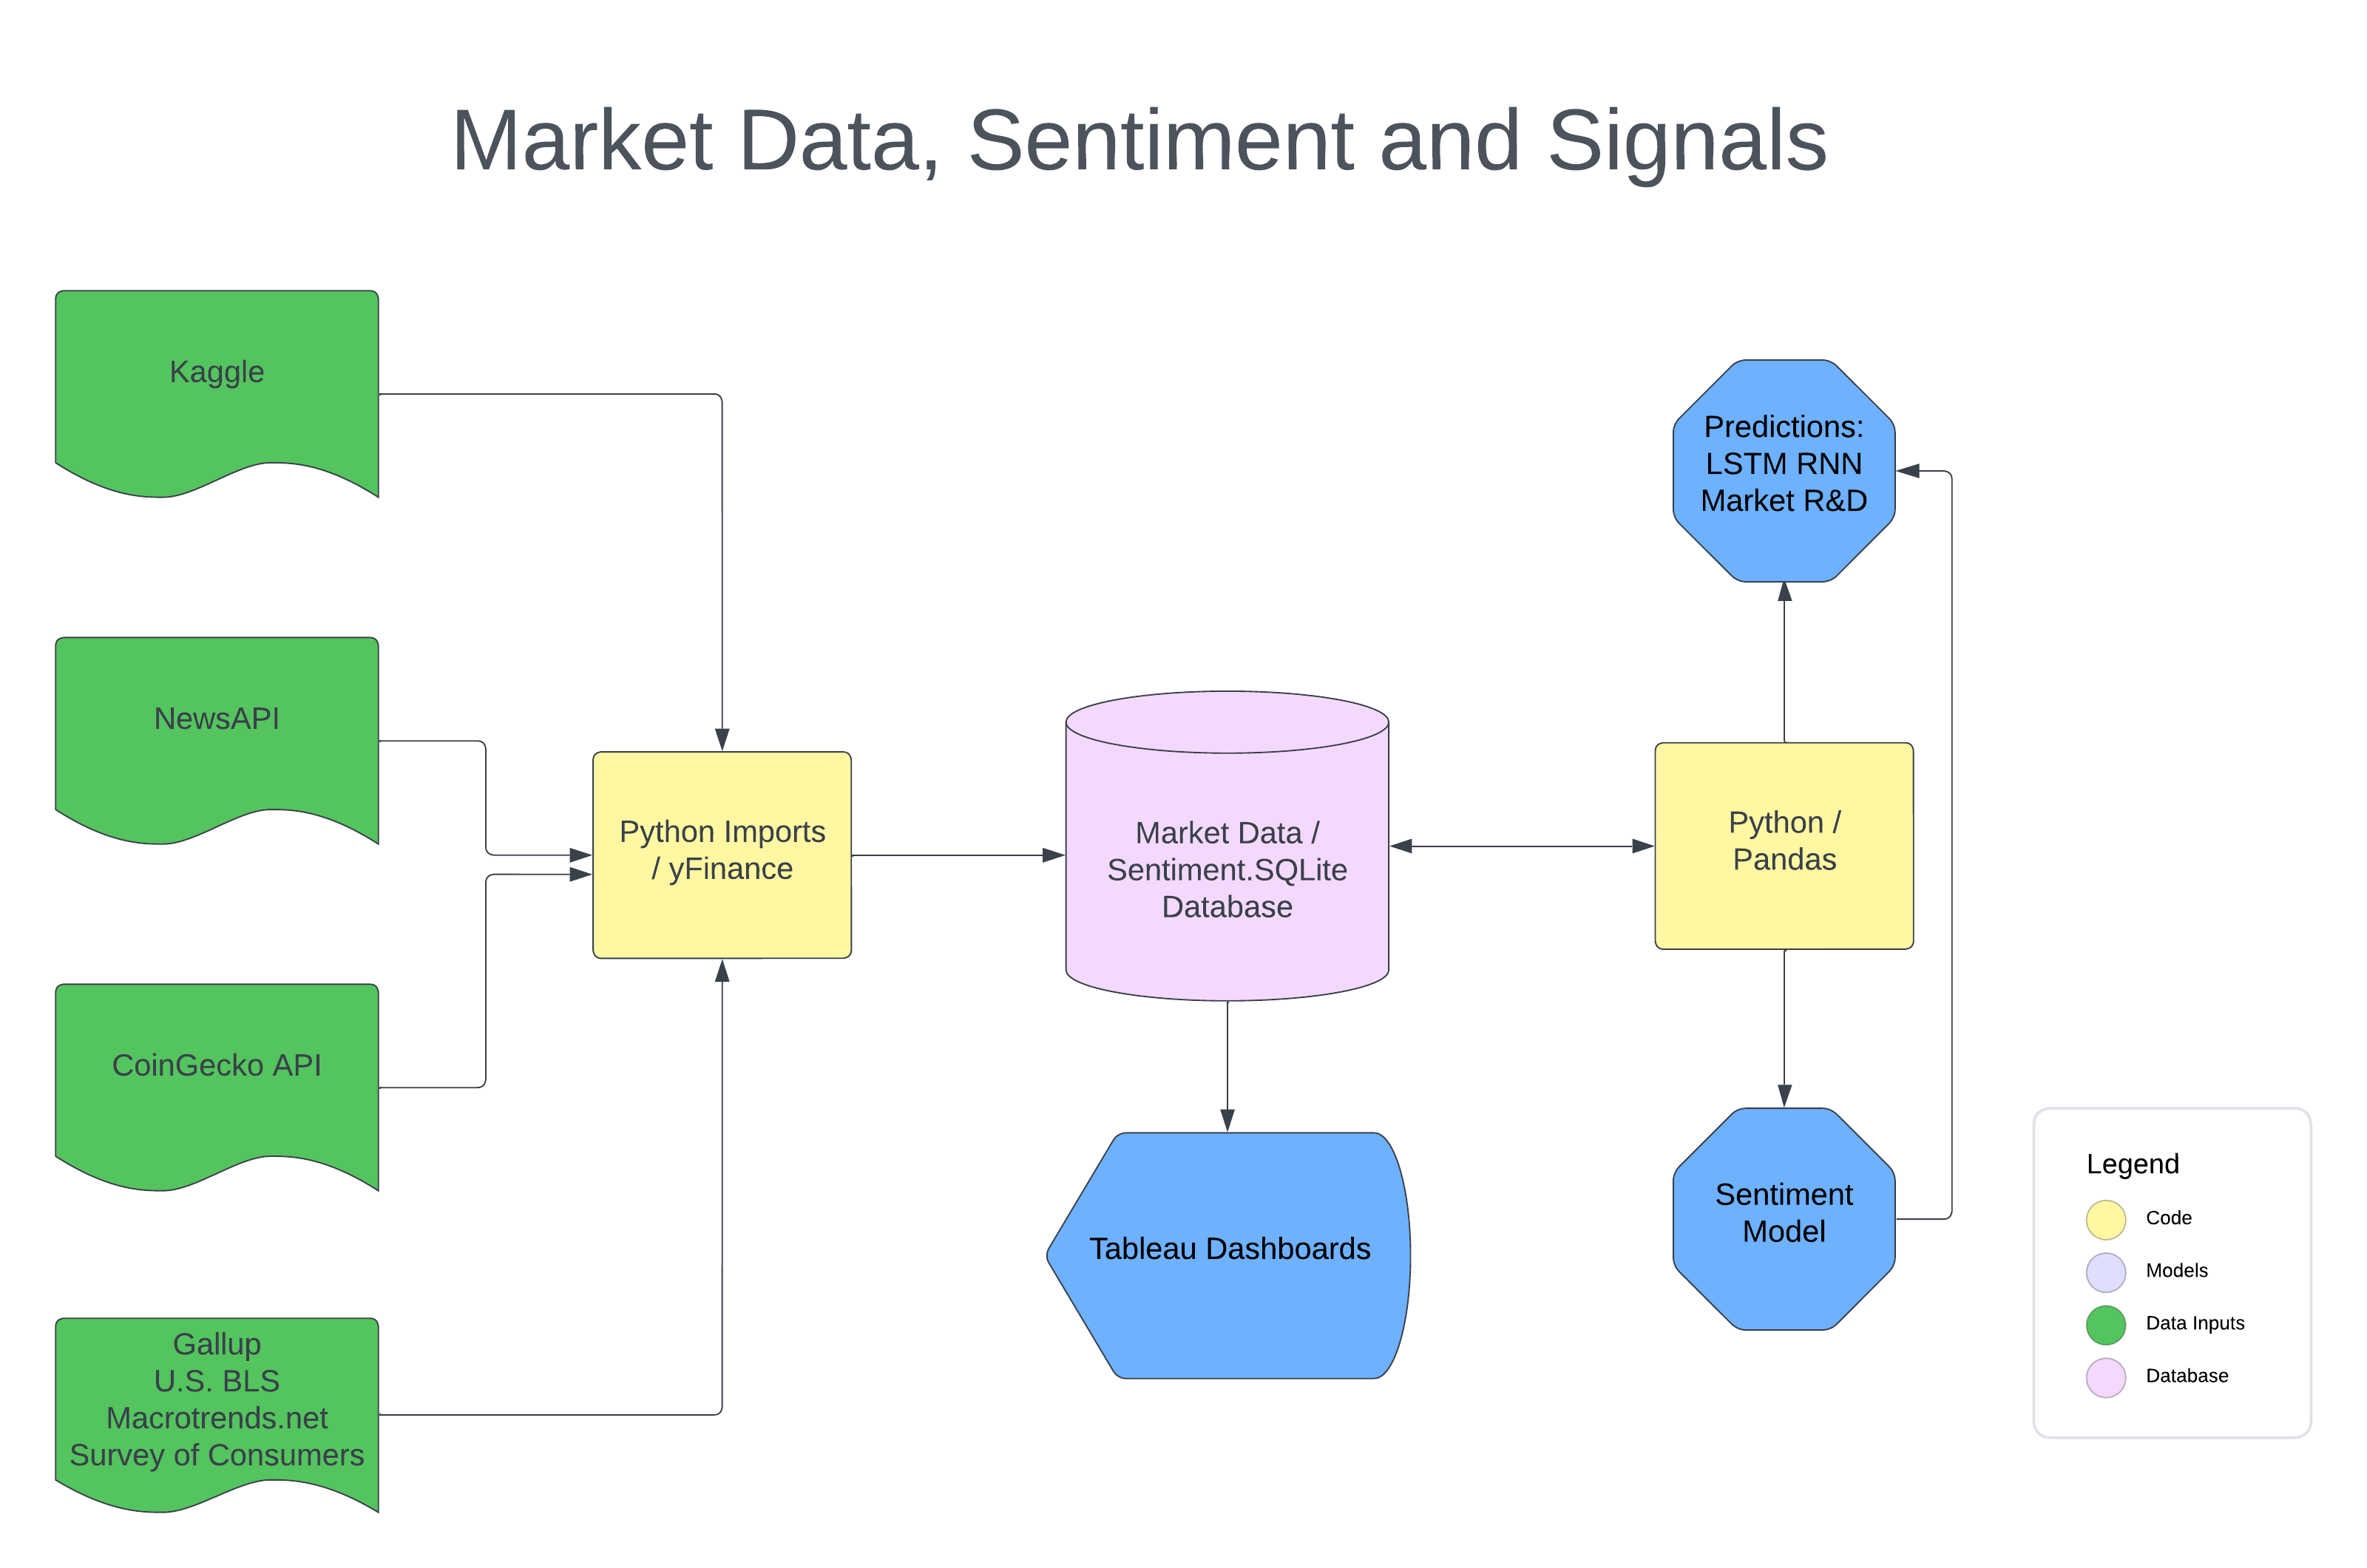 Market Data, Sentiment and Signals
Kaggle
NewsAPI
CoinGecko API
Gallup
U.S. BLS
Macrotrends.net
Survey of Consumers
Python Imports
/ yFinance
Market Data /
Sentiment.SQLite
Database
Tableau Dashboards
Predictions:
LSTM RNN
Market R&D
Python /
Pandas
Sentiment
Model
Legend
Code
Models
Data Inputs
Database